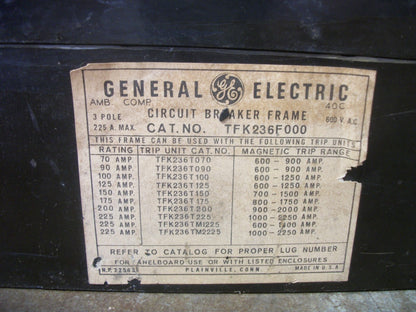 GENERAL GE ELECTRIC
AMB. COMP. 40C
CIRCUIT BREAKER FRAME
3 POLE 600 V. A.C.
225 A. MAX. CAT. NO. TFK236F000
THIS FRAME CAN BE USED WITH THE FOLLOWING TRIP UNITS
RATING TRIP UNIT CAT. NO. MAGNETIC TRIP RANGE
70 AMP. TFK236T070 600 - 900 AMP.
90 AMP. TFK236T090 600 - 900 AMP.
100 AMP. TFK236T100 600 - 1250 AMP.
125 AMP. TFK236T125 600 - 1250 AMP.
150 AMP. TFK236T150 700 - 1500 AMP.
175 AMP. TFK236T175 800 - 1750 AMP.
200 AMP. TFK236T200 900 - 2000 AMP.
225 AMP. TFK236T225 1000 - 2250 AMP.
225 AMP. TFK236TM1225 600 - AMP.
225 AMP. TFK236TM2225 1000 - 2250 AMP.
REFER TO CATALOG FOR PROPER LUG NUMBER
FOR PANELBOARD USE OR WITH LISTED ENCLOSURES
N.P. PLAINVILLE, CONN. MADE IN U.S.A